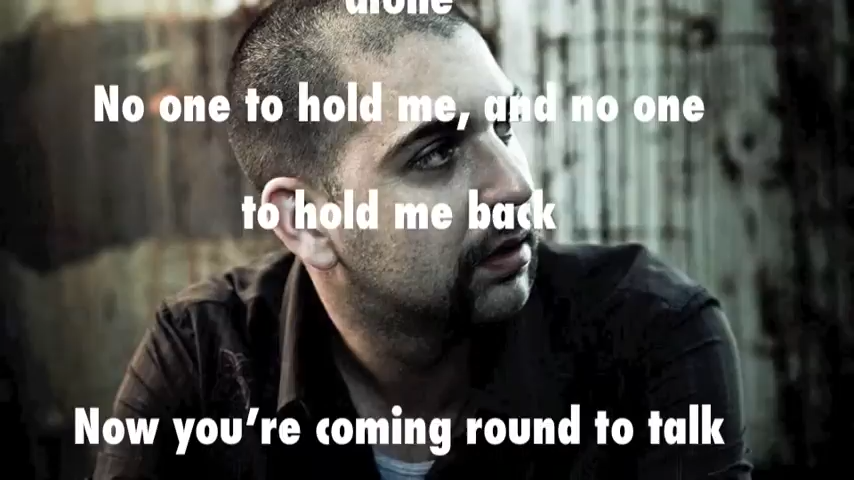 alone
No one to hold me, and no one
to hold me back
Now you're coming round to talk